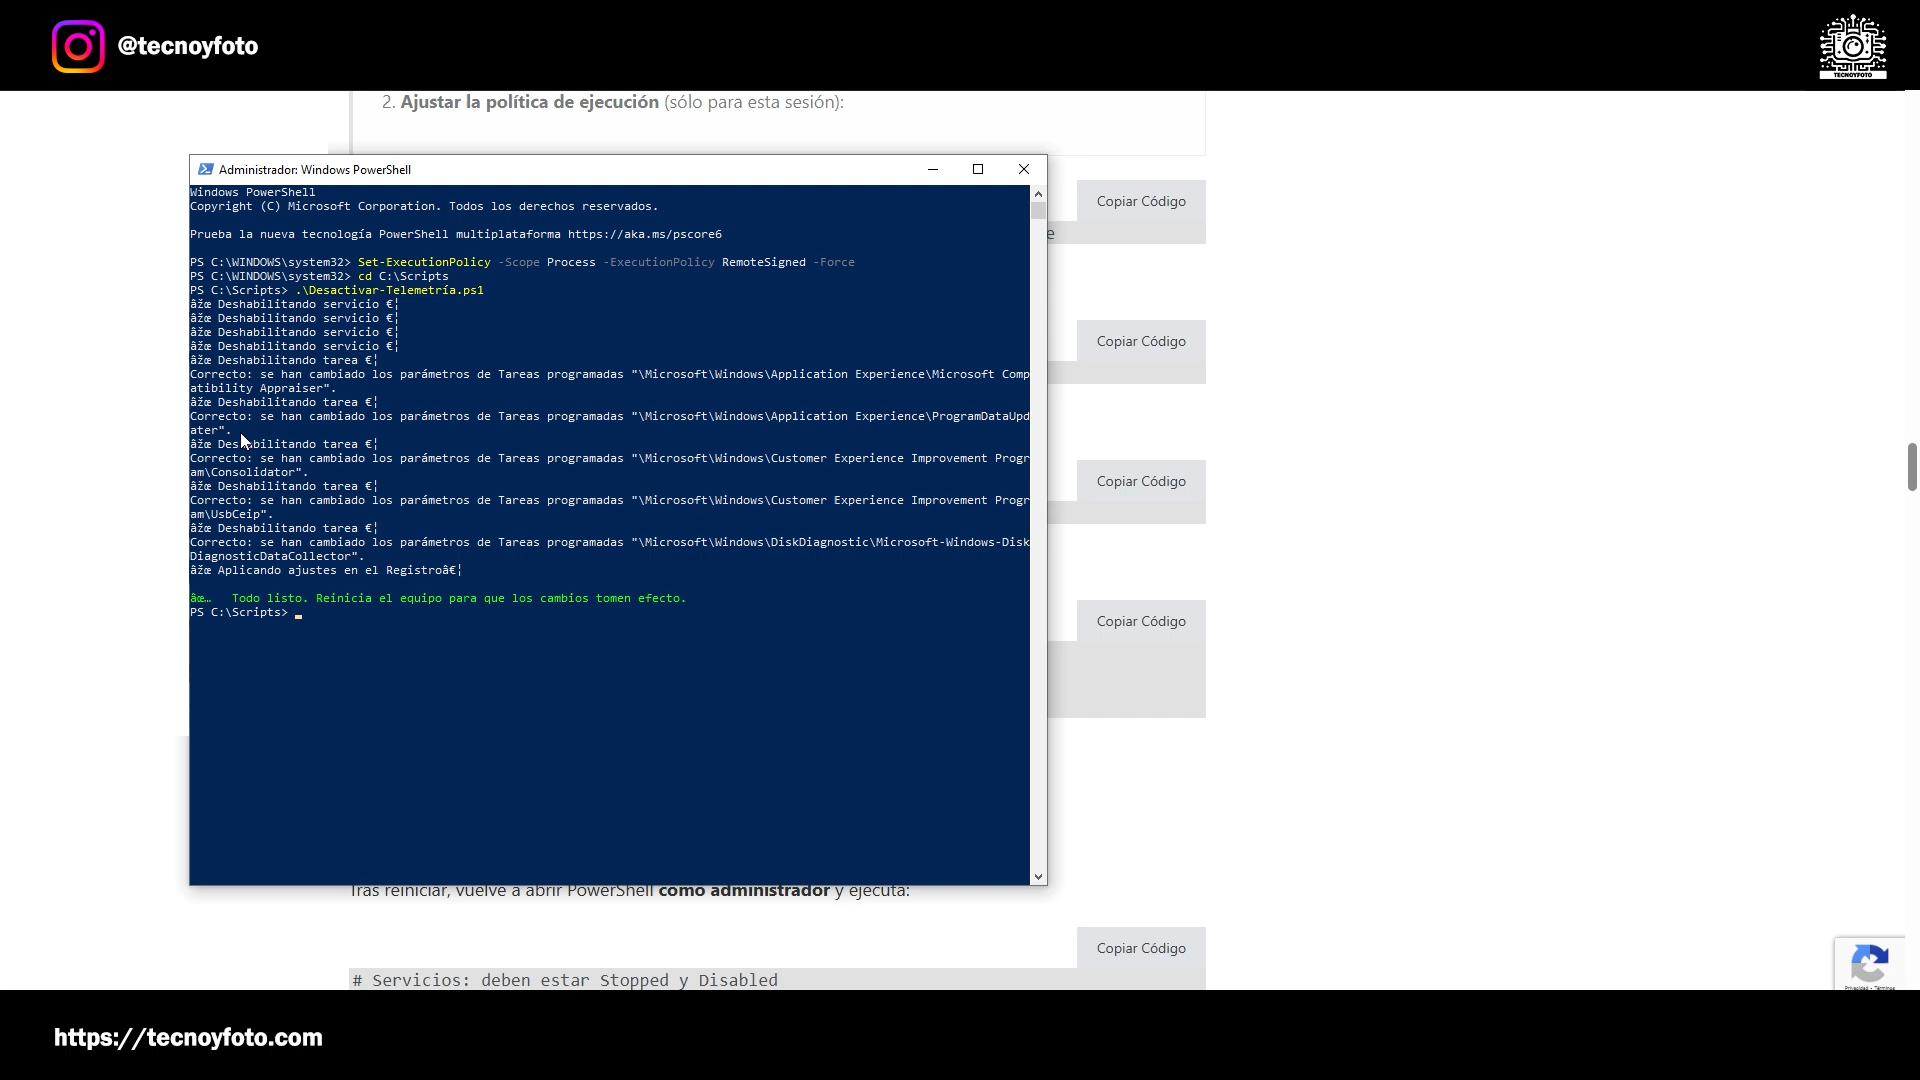 @tecnoyfoto
TECNOYFOTO
2. Ajustar la política de ejecución (sólo para esta sesión):
Administrador: Windows PowerShell
Windows PowerShell
Copyright (C) Microsoft Corporation. Todos los derechos reservados.
Prueba la nueva tecnología PowerShell multiplataforma https://aka.ms/pscore6
PS C:\WINDOWS\system32> Set-ExecutionPolicy -Scope Process -ExecutionPolicy RemoteSigned -Force
PS C:\WINDOWS\system32> cd C:\Scripts
PS C:\Scripts> .\Desactivar-Telemetría.ps1
âžœ Deshabilitando servicio €¦
âžœ Deshabilitando servicio €¦
âžœ Deshabilitando servicio €¦
âžœ Deshabilitando servicio €¦
âžœ Deshabilitando tarea €¦
Correcto: se han cambiado los parámetros de Tareas programadas "\Microsoft\Windows\Application Experience\Microsoft Comp
atibility Appraiser".
âžœ Deshabilitando tarea €¦
Correcto: se han cambiado los parámetros de Tareas programadas "\Microsoft\Windows\Application Experience\ProgramDataUpd
ater".
âžœ Deshabilitando tarea €¦
Correcto: se han cambiado los parámetros de Tareas programadas "\Microsoft\Windows\Customer Experience Improvement Progr
am\Consolidator".
âžœ Deshabilitando tarea €¦
Correcto: se han cambiado los parámetros de Tareas programadas "\Microsoft\Windows\Customer Experience Improvement Progr
am\UsbCeip".
âžœ Deshabilitando tarea €¦
Correcto: se han cambiado los parámetros de Tareas programadas "\Microsoft\Windows\DiskDiagnostic\Microsoft-Windows-Disk
DiagnosticDataCollector".
âžœ Aplicando ajustes en el Registroâ€¦
âœ… Todo listo. Reinicia el equipo para que los cambios tomen efecto.
PS C:\Scripts>
Copiar Código
e
Copiar Código
Copiar Código
Copiar Código
Tras reiniciar, vuelve a abrir PowerShell como administrador y ejecuta:
Copiar Código
# Servicios: deben estar Stopped y Disabled
Privacidad - Términos
https://tecnoyfoto.com